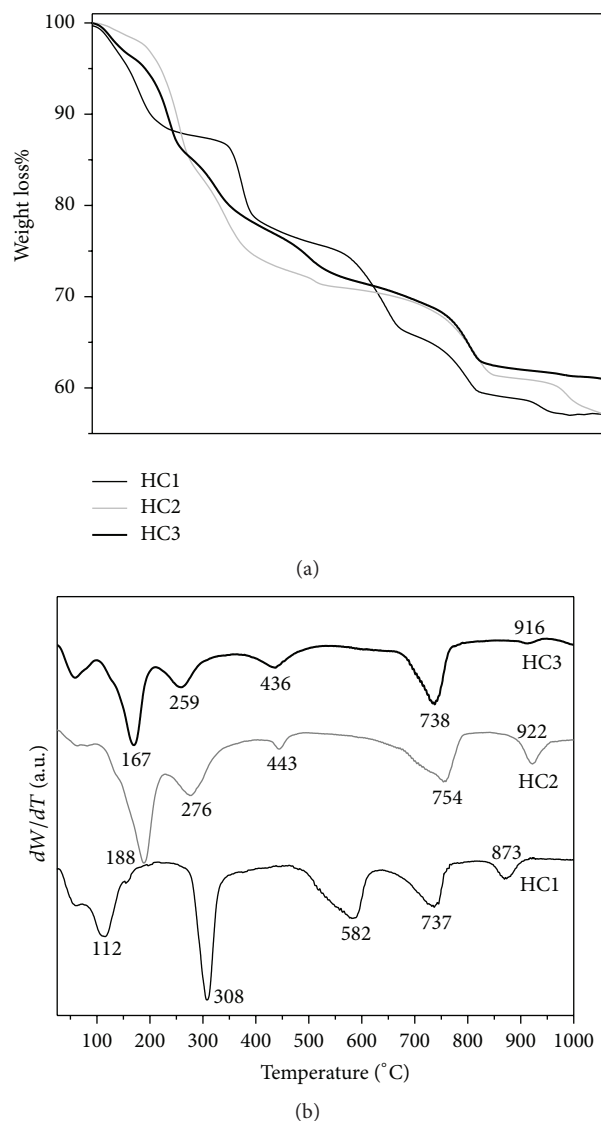 100
90
80
70
60
Weight loss%
HC1
HC2
HC3
(a)
916
HC3
259
436
167
738
922
HC2
443
276
754
188
873
HC1
112
582
737
308
dW/dT (a.u.)
100 200 300 400 500 600 700 800 900 1000
Temperature (°C)
(b)